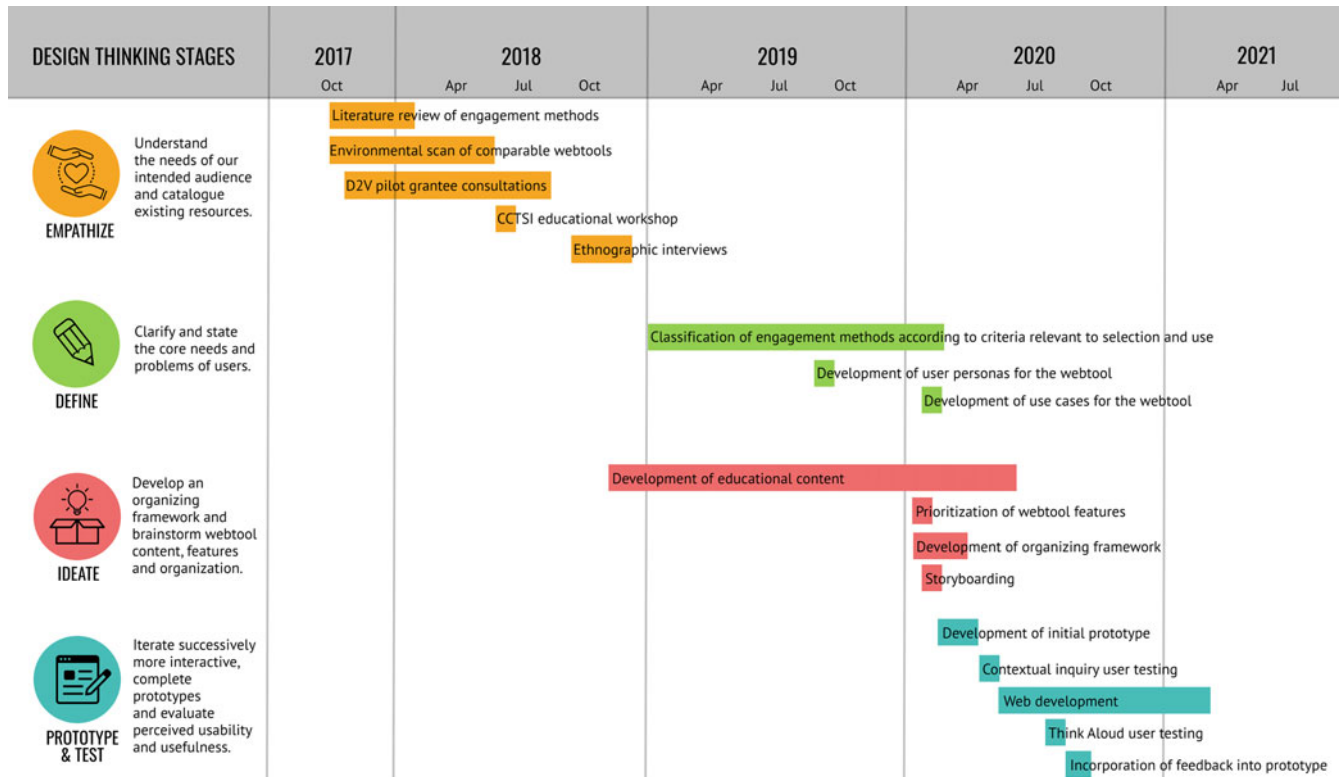 DESIGN THINKING STAGES
2017
2018
2019
2020
2021
Oct
Apr
Jul
Oct
Apr
Jul
Oct
Apr
Jul
Oct
Apr
Jul
EMPATHIZE
Understand
the needs of our
intended audience
and catalogue
existing resources.
Literature review of engagement methods
Environmental scan of comparable webtools
D2V pilot grantee consultations
CCTSI educational workshop
Ethnographic interviews
DEFINE
Clarify and state
the core needs and
problems of users.
Classification of engagement methods according to criteria relevant to selection and use
Development of user personas for the webtool
Development of use cases for the webtool
IDEATE
Develop an
organizing
framework and
brainstorm webtool
content, features
and organization.
Development of educational content
Prioritization of webtool features
Development of organizing framework
Storyboarding
PROTOTYPE
& TEST
Iterate successively
more interactive,
complete
prototypes
and evaluate
perceived usability
and usefulness.
Development of initial prototype
Contextual inquiry user testing
Web development
Think Aloud user testing
Incorporation of feedback into prototype